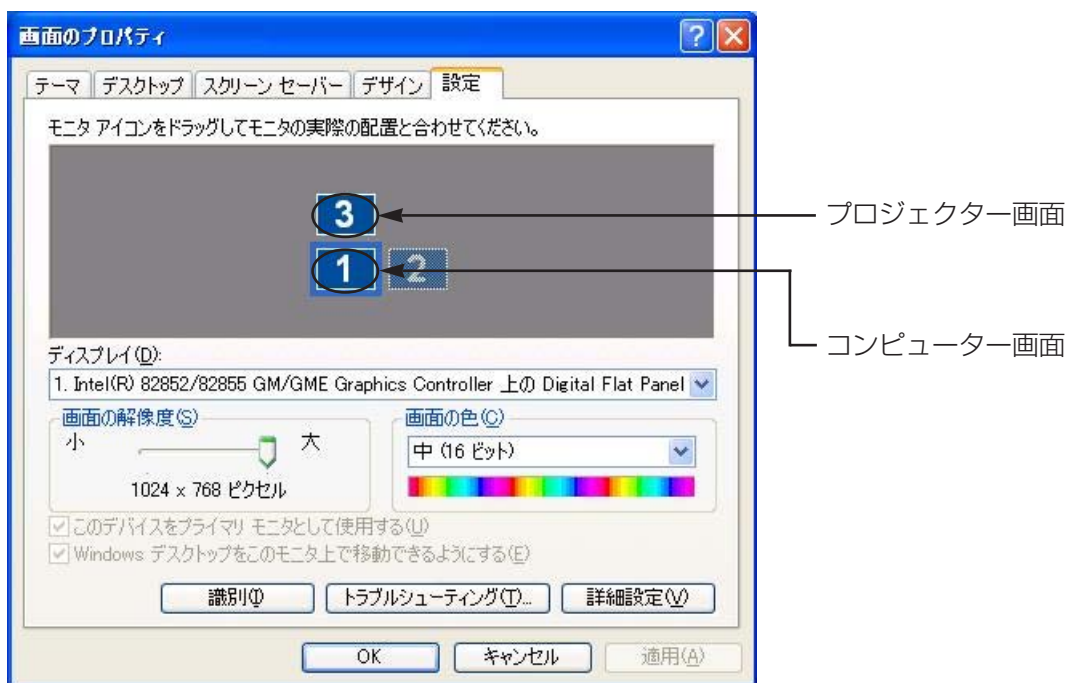 画面のプロパティ
テーマ デスクトップ スクリーン セーバー デザイン 設定
モニタ アイコンをドラッグしてモニタの実際の配置と合わせてください。
3
プロジェクター画面
1 2
コンピューター画面
ディスプレイ(D):
1. Intel(R) 82852/82855 GM/GME Graphics Controller 上の Digital Flat Panel
画面の解像度(S) 画面の色(C)
小 大
中 (16 ビット)
1024 x 768 ピクセル
このデバイスをプライマリ モニタとして使用する(U)
Windows デスクトップをこのモニタ上で移動できるようにする(E)
識別(I) トラブルシューティング(T)... 詳細設定(V)
OK キャンセル 適用(A)